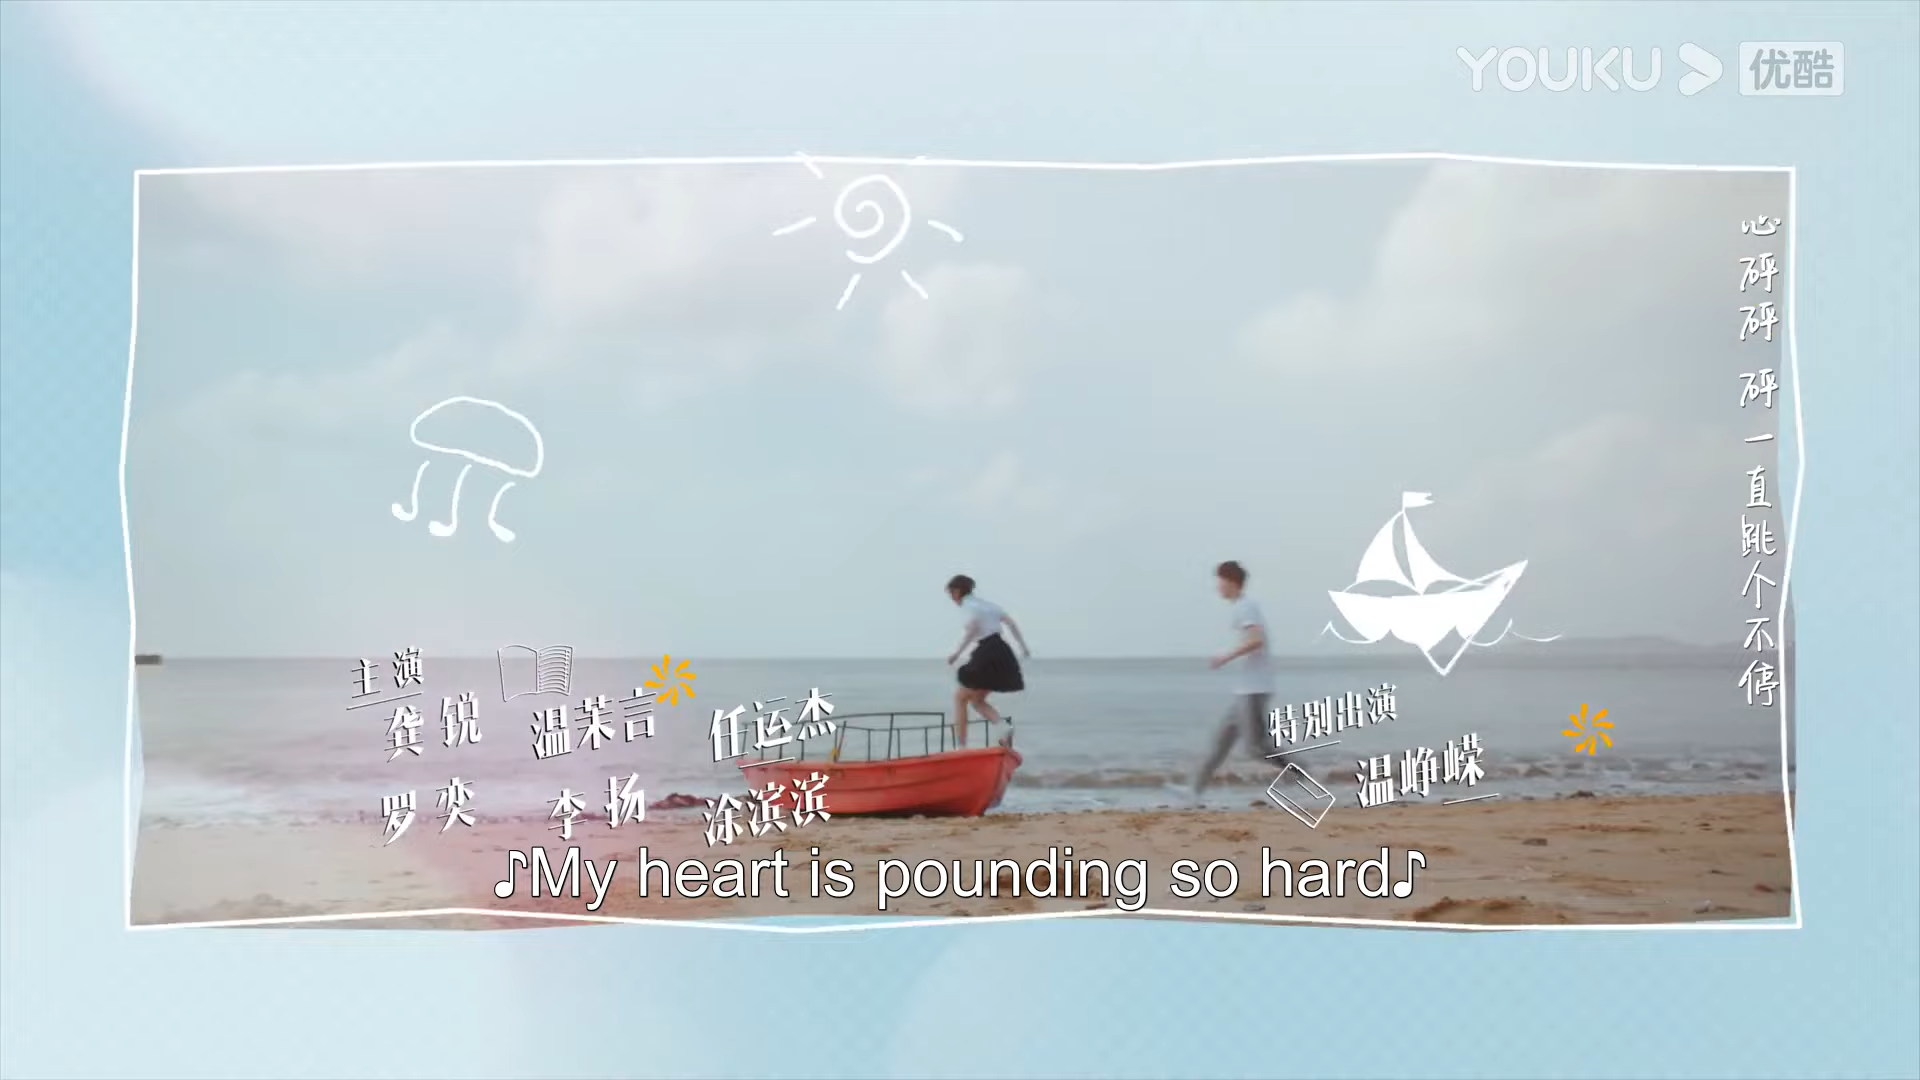 YOUKU 优酷
心砰砰 砰一直跳个不停
主演
龚锐 温茉言 任运杰
罗奕 李扬 涂滨滨
特别出演
温峥嵘
♪My heart is pounding so hard♪